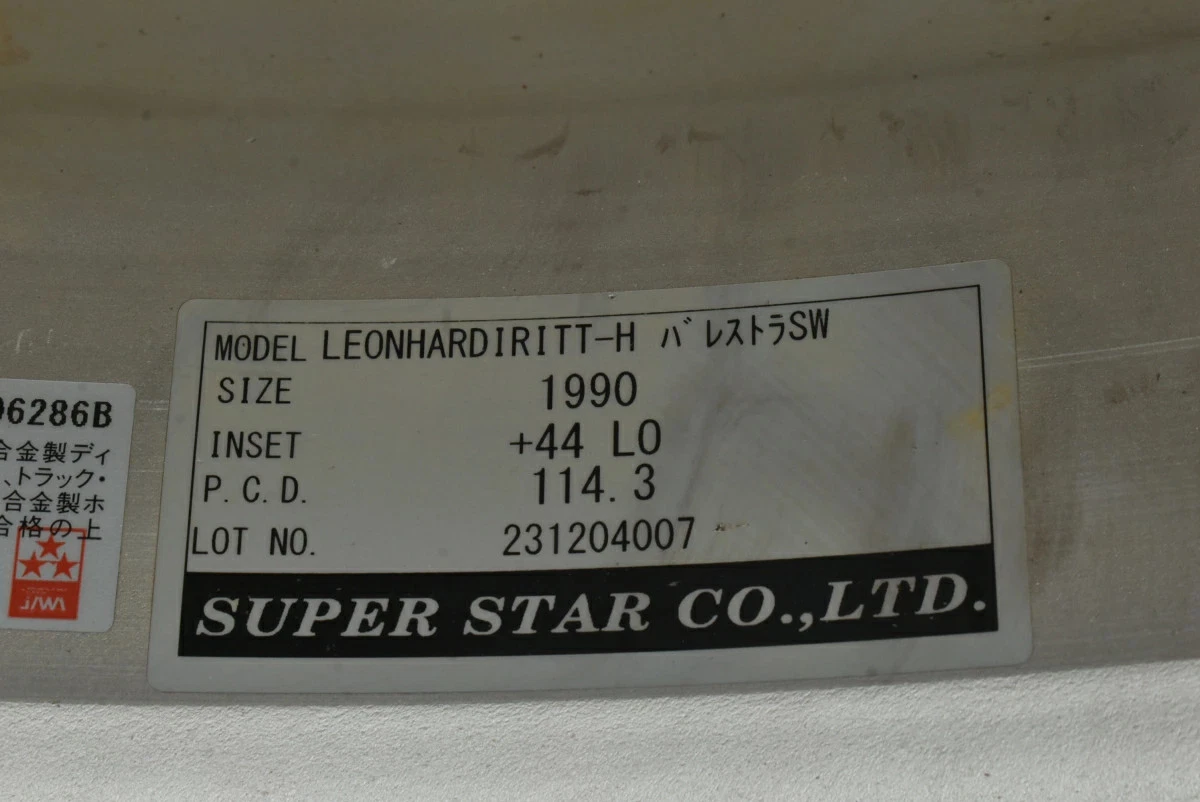 MODEL LEONHARDIRITT-H バレストラSW
SIZE 1990
INSET +44 LO
P.C.D. 114.3
LOT NO. 231204007
SUPER STAR CO.,LTD.
6286B
合金製ディ
、トラック・
合金製ホ
合格の上
JAWA